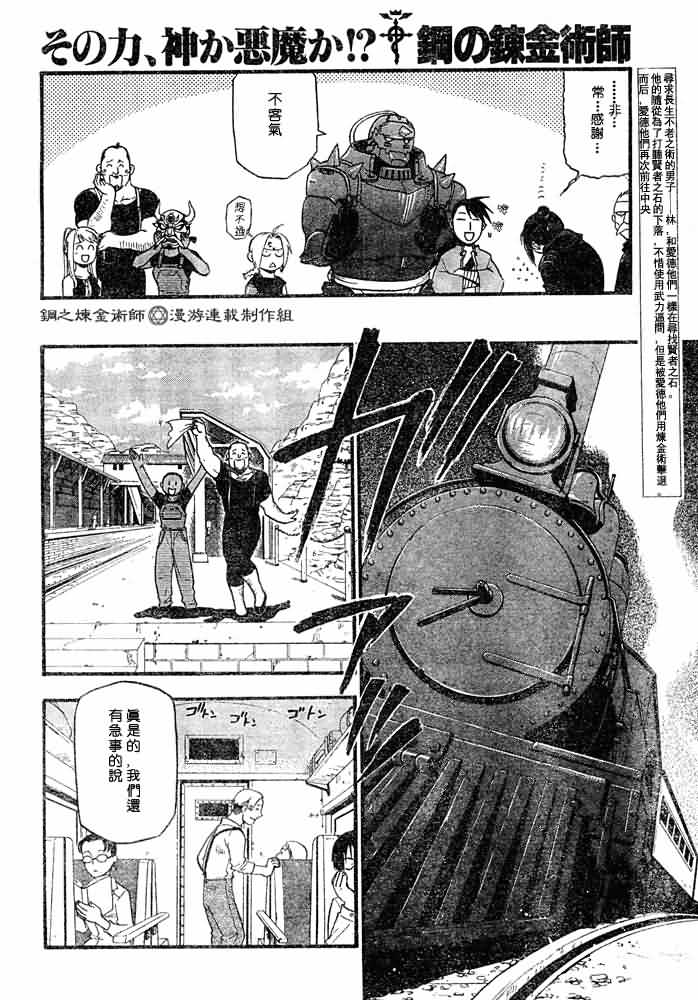 その力、神か悪魔か!?
鋼の錬金術師
尋求長生不老之術的男子——林,和愛德他們一樣在尋找賢者之石。
他的隨從為了打聽賢者之石的下落,不惜使用武力逼問,但是被愛德他們用煉金術擊退。
而后,愛德他們再次前往中央
……非…
常…感謝…
不客氣
嗯
嗯
鋼之煉金術師
漫游連載制作組
ゴトン
ゴトン
ゴトン
真是的,我們還
有急事的說